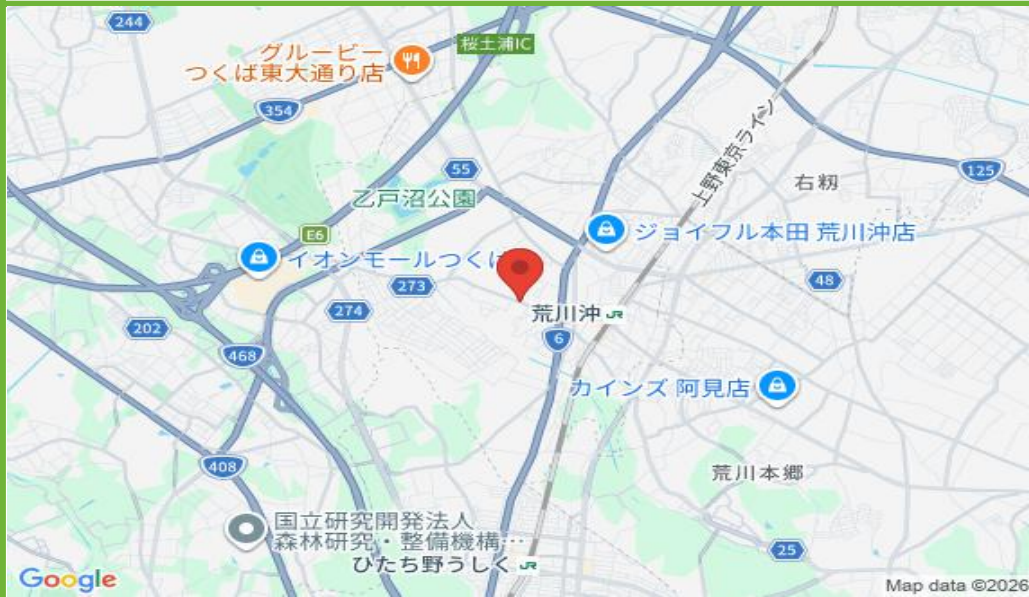 244
グルービー
つくば東大通り店
桜土浦IC
354
55
125
上野東京ライン
右籾
乙戸沼公園
E6
ジョイフル本田 荒川沖店
イオンモールつくば
273
48
274
荒川沖 JR
202
6
468
カインズ 阿見店
408
荒川本郷
国立研究開発法人
森林研究・整備機構…
ひたち野うしく JR
25
Google
Map data ©2026